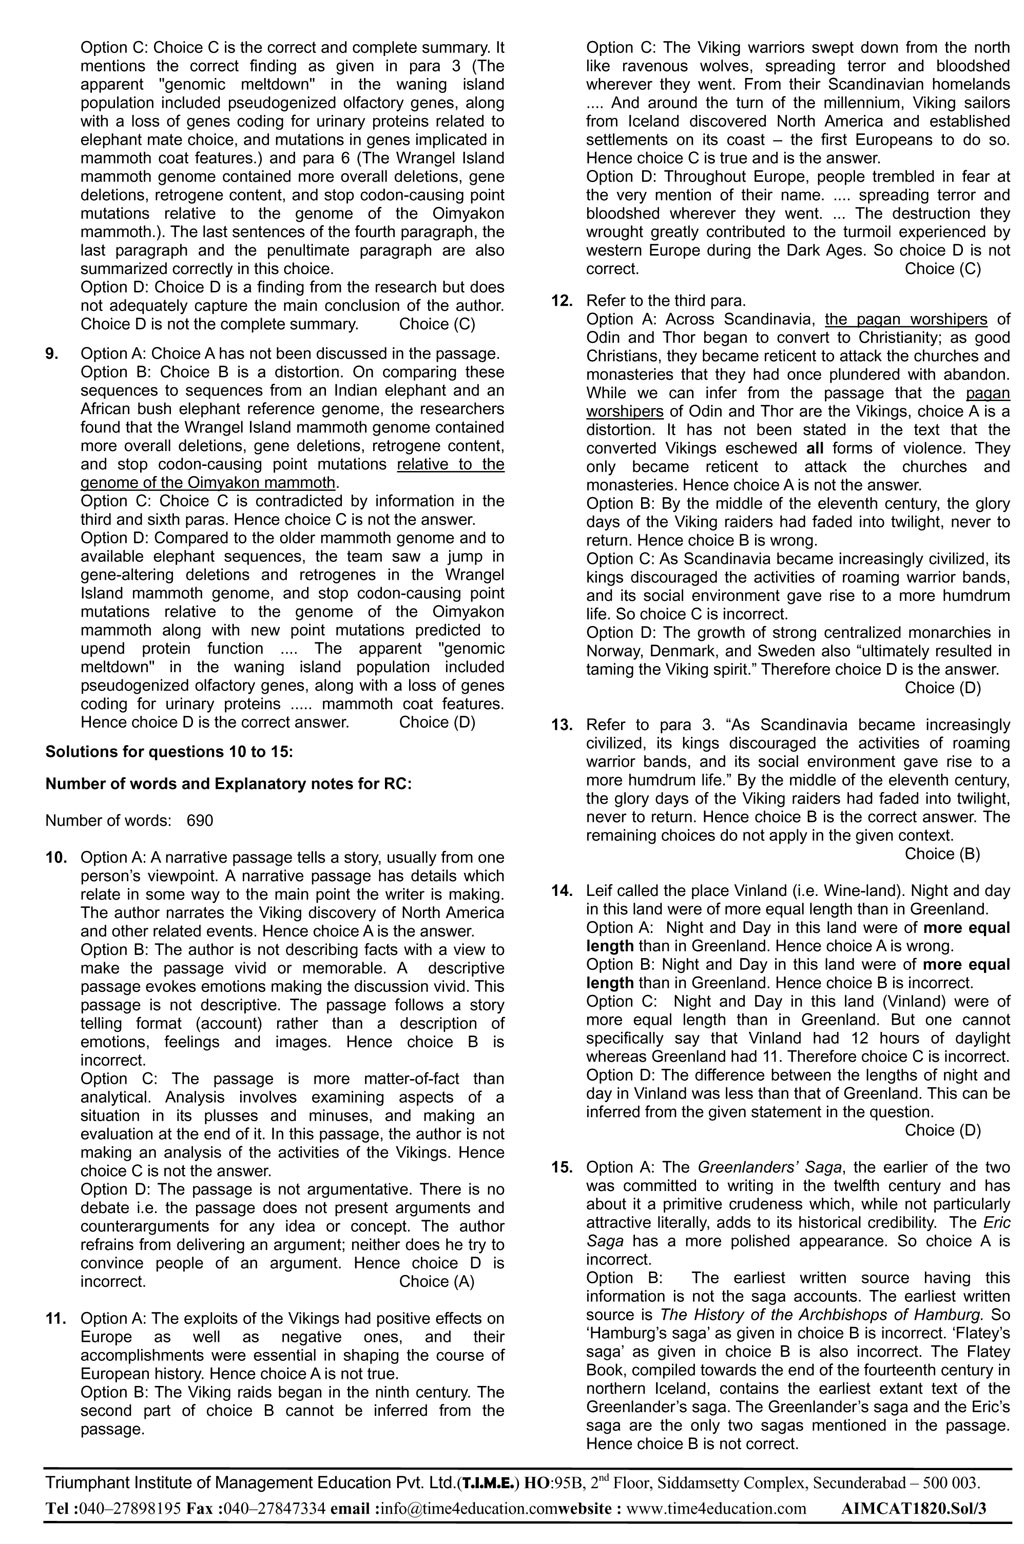 Option C: Choice C is the correct and complete summary. It
mentions the correct finding as given in para 3 (The
apparent "genomic meltdown" in the waning island
population included pseudogenized olfactory genes, along
with a loss of genes coding for urinary proteins related to
elephant mate choice, and mutations in genes implicated in
mammoth coat features.) and para 6 (The Wrangel Island
mammoth genome contained more overall deletions, gene
deletions, retrogene content, and stop codon-causing point
mutations relative to the genome of the Oimyakon
mammoth.). The last sentences of the fourth paragraph, the
last paragraph and the penultimate paragraph are also
summarized correctly in this choice.
Option D: Choice D is a finding from the research but does
not adequately capture the main conclusion of the author.
Choice D is not the complete summary. Choice (C)
9. Option A: Choice A has not been discussed in the passage.
Option B: Choice B is a distortion. On comparing these
sequences to sequences from an Indian elephant and an
African bush elephant reference genome, the researchers
found that the Wrangel Island mammoth genome contained
more overall deletions, gene deletions, retrogene content,
and stop codon-causing point mutations relative to the
genome of the Oimyakon mammoth.
Option C: Choice C is contradicted by information in the
third and sixth paras. Hence choice C is not the answer.
Option D: Compared to the older mammoth genome and to
available elephant sequences, the team saw a jump in
gene-altering deletions and retrogenes in the Wrangel
Island mammoth genome, and stop codon-causing point
mutations relative to the genome of the Oimyakon
mammoth along with new point mutations predicted to
upend protein function .... The apparent "genomic
meltdown" in the waning island population included
pseudogenized olfactory genes, along with a loss of genes
coding for urinary proteins ..... mammoth coat features.
Hence choice D is the correct answer. Choice (D)
Solutions for questions 10 to 15:
Number of words and Explanatory notes for RC:
Number of words: 690
10. Option A: A narrative passage tells a story, usually from one
person's viewpoint. A narrative passage has details which
relate in some way to the main point the writer is making.
The author narrates the Viking discovery of North America
and other related events. Hence choice A is the answer.
Option B: The author is not describing facts with a view to
make the passage vivid or memorable. A descriptive
passage evokes emotions making the discussion vivid. This
passage is not descriptive. The passage follows a story
telling format (account) rather than a description of
emotions, feelings and images. Hence choice B is
incorrect.
Option C: The passage is more matter-of-fact than
analytical. Analysis involves examining aspects of a
situation in its plusses and minuses, and making an
evaluation at the end of it. In this passage, the author is not
making an analysis of the activities of the Vikings. Hence
choice C is not the answer.
Option D: The passage is not argumentative. There is no
debate i.e. the passage does not present arguments and
counterarguments for any idea or concept. The author
refrains from delivering an argument; neither does he try to
convince people of an argument. Hence choice D is
incorrect. Choice (A)
11. Option A: The exploits of the Vikings had positive effects on
Europe as well as negative ones, and their
accomplishments were essential in shaping the course of
European history. Hence choice A is not true.
Option B: The Viking raids began in the ninth century. The
second part of choice B cannot be inferred from the
passage.
Option C: The Viking warriors swept down from the north
like ravenous wolves, spreading terror and bloodshed
wherever they went. From their Scandinavian homelands
.... And around the turn of the millennium, Viking sailors
from Iceland discovered North America and established
settlements on its coast – the first Europeans to do so.
Hence choice C is true and is the answer.
Option D: Throughout Europe, people trembled in fear at
the very mention of their name. .... spreading terror and
bloodshed wherever they went. ... The destruction they
wrought greatly contributed to the turmoil experienced by
western Europe during the Dark Ages. So choice D is not
correct. Choice (C)
12. Refer to the third para.
Option A: Across Scandinavia, the pagan worshipers of
Odin and Thor began to convert to Christianity; as good
Christians, they became reticent to attack the churches and
monasteries that they had once plundered with abandon.
While we can infer from the passage that the pagan
worshipers of Odin and Thor are the Vikings, choice A is a
distortion. It has not been stated in the text that the
converted Vikings eschewed all forms of violence. They
only became reticent to attack the churches and
monasteries. Hence choice A is not the answer.
Option B: By the middle of the eleventh century, the glory
days of the Viking raiders had faded into twilight, never to
return. Hence choice B is wrong.
Option C: As Scandinavia became increasingly civilized, its
kings discouraged the activities of roaming warrior bands,
and its social environment gave rise to a more humdrum
life. So choice C is incorrect.
Option D: The growth of strong centralized monarchies in
Norway, Denmark, and Sweden also “ultimately resulted in
taming the Viking spirit.” Therefore choice D is the answer.
Choice (D)
13. Refer to para 3. “As Scandinavia became increasingly
civilized, its kings discouraged the activities of roaming
warrior bands, and its social environment gave rise to a
more humdrum life.” By the middle of the eleventh century,
the glory days of the Viking raiders had faded into twilight,
never to return. Hence choice B is the correct answer. The
remaining choices do not apply in the given context.
Choice (B)
14. Leif called the place Vinland (i.e. Wine-land). Night and day
in this land were of more equal length than in Greenland.
Option A: Night and Day in this land were of more equal
length than in Greenland. Hence choice A is wrong.
Option B: Night and Day in this land were of more equal
length than in Greenland. Hence choice B is incorrect.
Option C: Night and Day in this land (Vinland) were of
more equal length than in Greenland. But one cannot
specifically say that Vinland had 12 hours of daylight
whereas Greenland had 11. Therefore choice C is incorrect.
Option D: The difference between the lengths of night and
day in Vinland was less than that of Greenland. This can be
inferred from the given statement in the question.
Choice (D)
15. Option A: The Greenlanders' Saga, the earlier of the two
was committed to writing in the twelfth century and has
about it a primitive crudeness which, while not particularly
attractive literally, adds to its historical credibility. The Eric
Saga has a more polished appearance. So choice A is
incorrect.
Option B: The earliest written source having this
information is not the saga accounts. The earliest written
source is The History of the Archbishops of Hamburg. So
‘Hamburg's saga’ as given in choice B is incorrect. ‘Flatey's
saga’ as given in choice B is also incorrect. The Flatey
Book, compiled towards the end of the fourteenth century in
northern Iceland, contains the earliest extant text of the
Greenlander's saga. The Greenlander's saga and the Eric's
saga are the only two sagas mentioned in the passage.
Hence choice B is not correct.
Triumphant Institute of Management Education Pvt. Ltd.(T.I.M.E.) HO:95B, 2nd Floor, Siddamsetty Complex, Secunderabad – 500 003.
Tel :040–27898195 Fax :040–27847334 email :info@time4education.comwebsite : www.time4education.com AIMCAT1820.Sol/3